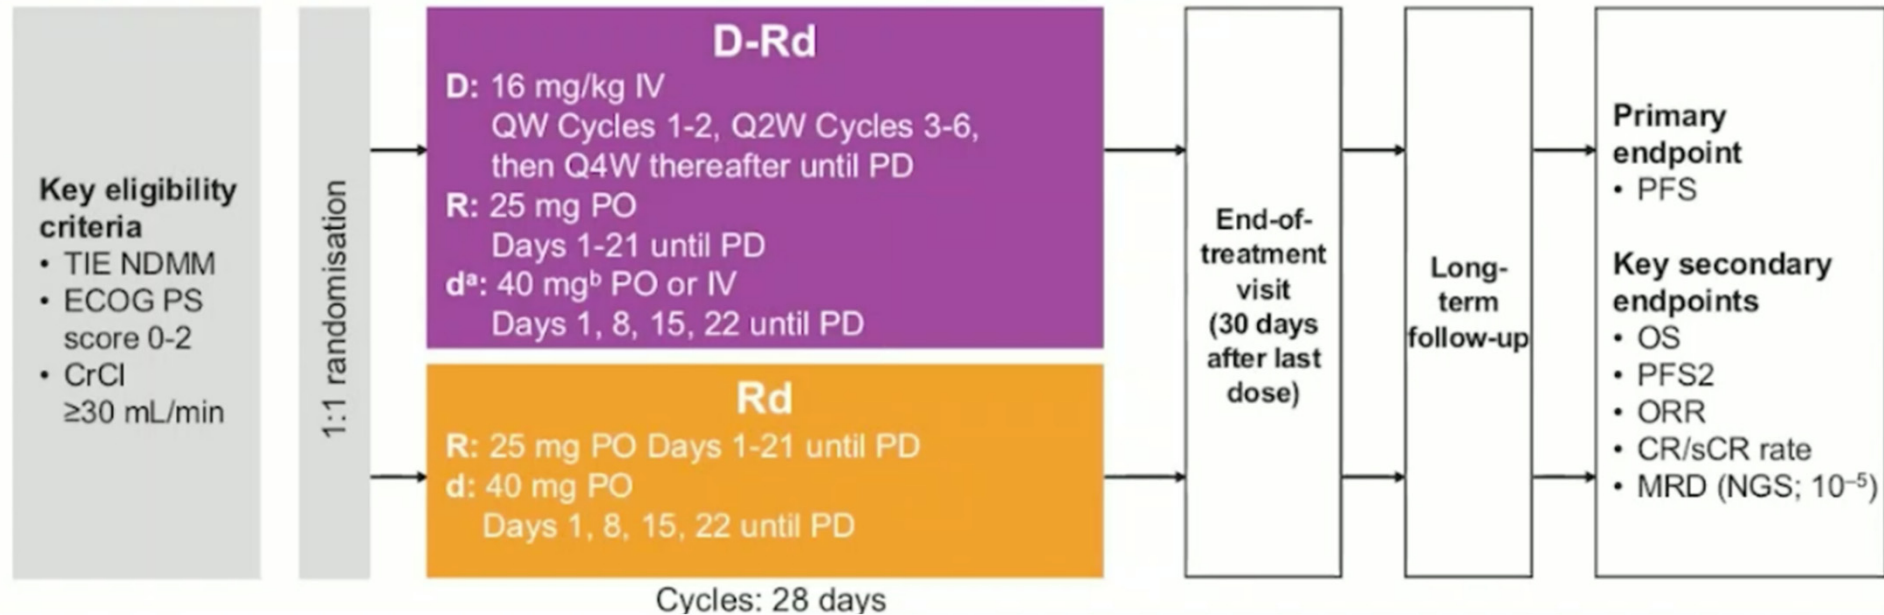 Key eligibility
criteria
• TIE NDMM
• ECOG PS
score 0-2
• CrCl
≥30 mL/min
1:1 randomisation
D-Rd
D: 16 mg/kg IV
QW Cycles 1-2, Q2W Cycles 3-6,
then Q4W thereafter until PD
R: 25 mg PO
Days 1-21 until PD
dᵃ: 40 mgᵇ PO or IV
Days 1, 8, 15, 22 until PD
Rd
R: 25 mg PO Days 1-21 until PD
d: 40 mg PO
Days 1, 8, 15, 22 until PD
Cycles: 28 days
End-of-
treatment
visit
(30 days
after last
dose)
Long-
term
follow-up
Primary
endpoint
• PFS
Key secondary
endpoints
• OS
• PFS2
• ORR
• CR/sCR rate
• MRD (NGS; 10⁻⁵)